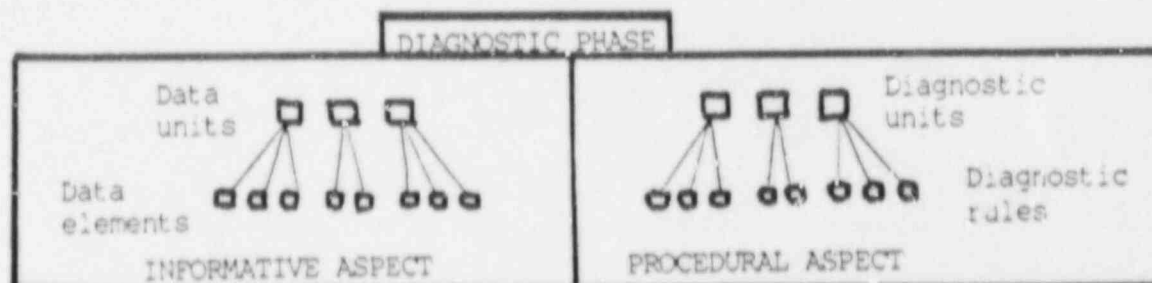 DIAGNOSTIC PHASE
Data
units
Data
elements
INFORMATIVE ASPECT
Diagnostic
units
Diagnostic
rules
PROCEDURAL ASPECT